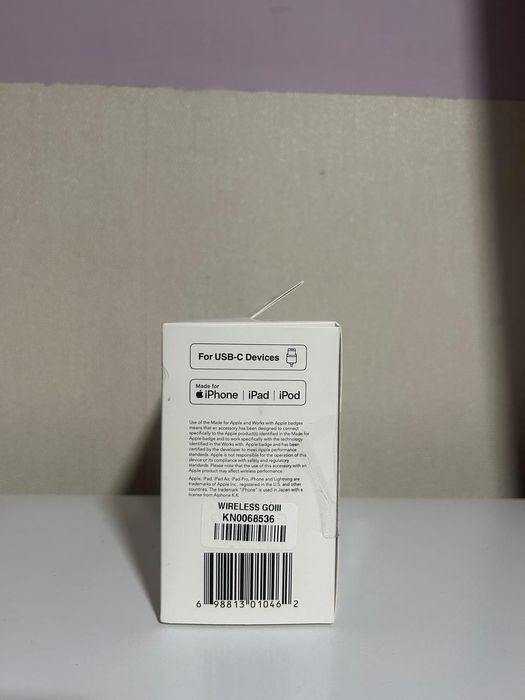 For USB-C Devices
Made for
iPhone | iPad | iPod
Use of the Made for Apple and Works with Apple badges
means that an accessory has been designed to connect
specifically to the Apple product(s) identified in the Made for
Apple badge and to work specifically with the technology
identified in the Works with Apple badge and has been
certified by the developer to meet Apple performance
standards. Apple is not responsible for the operation of this
device or its compliance with safety and regulatory
standards. Please note that the use of this accessory with an
Apple product may affect wireless performance.
Apple, iPad, iPad Air, iPad Pro, iPhone and Lightning are
trademarks of Apple Inc., registered in the U.S. and other
countries. The trademark "iPhone" is used in Japan with a
license from Aiphone K.K.
WIRELESS GOIII
KN0068536
6 98813 01046 2